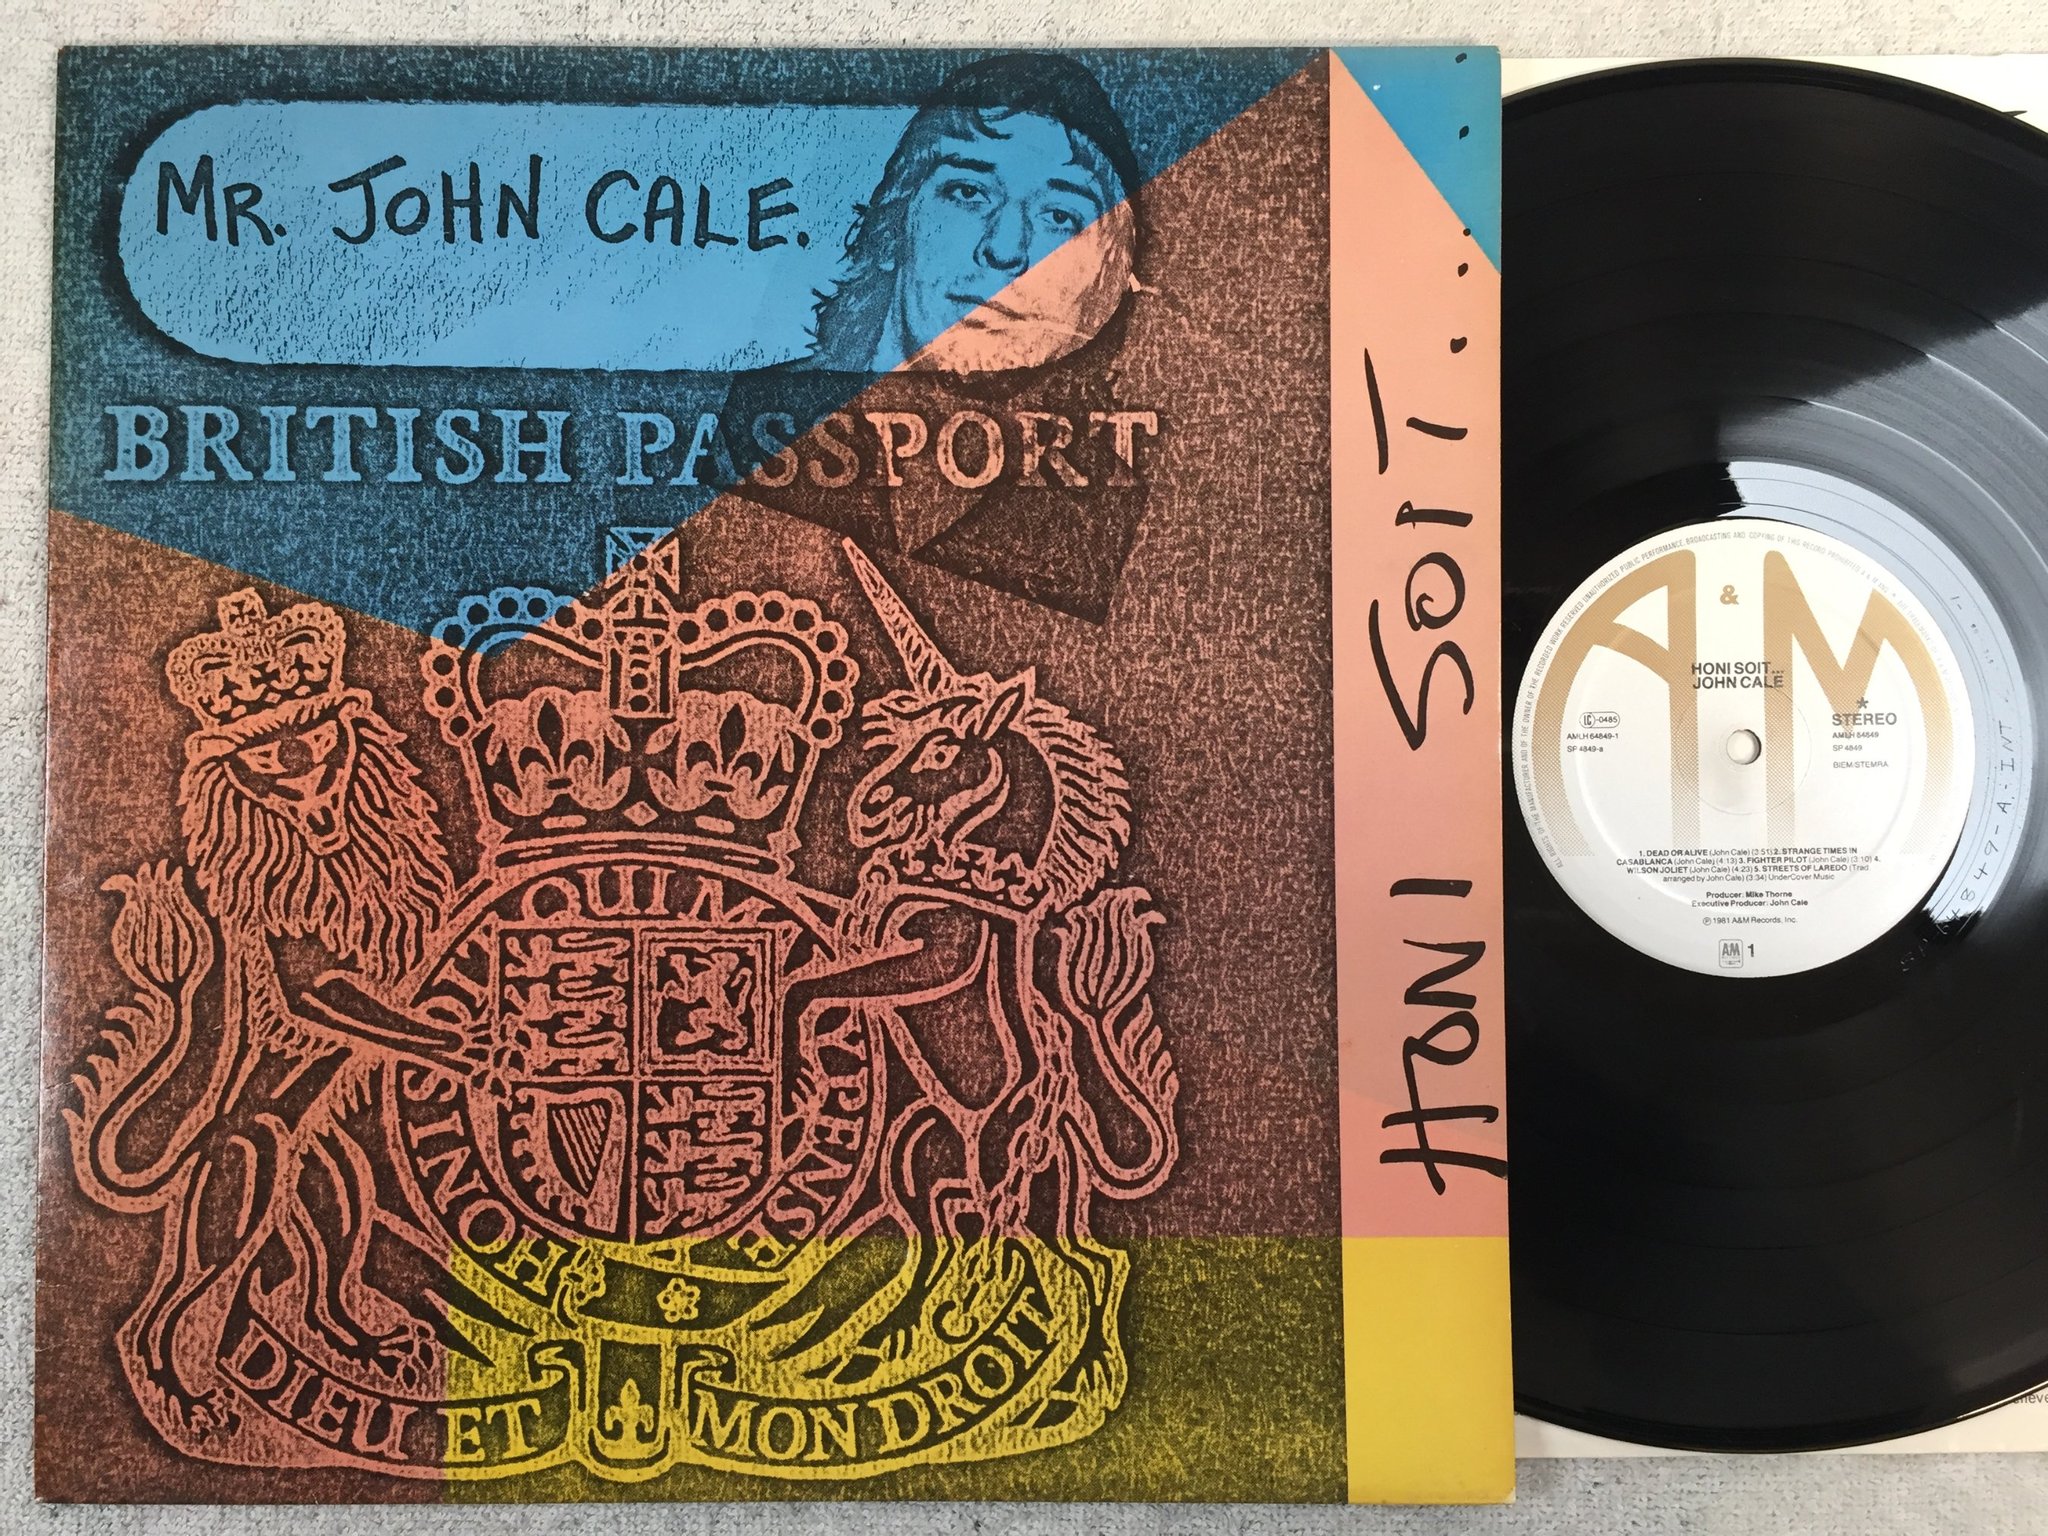 MR. JOHN CALE.
BRITISH PASSPORT
HONI SOIT QUI MAL Y PENSE
DIEU ET MON DROIT
HONI SOIT...
A&M
HONI SOIT...
JOHN CALE
LC-0485
AMLH 64849-1
SP 4849-a
STEREO
AMLH 64849
SP 4849
BIEM/STEMRA
1. DEAD OR ALIVE (John Cale) (3:51) 2. STRANGE TIMES IN
CASABLANCA (John Cale) (4:13) 3. FIGHTER PILOT (John Cale) (3:10) 4.
WILSON JOLIET (John Cale) (4:23) 5. STREETS OF LAREDO (Trad.
arranged by John Cale) (3:34) UnderCover Music
Producer: Mike Thorne
Executive Producer: John Cale
℗ 1981 A&M Records, Inc.
A&M 1